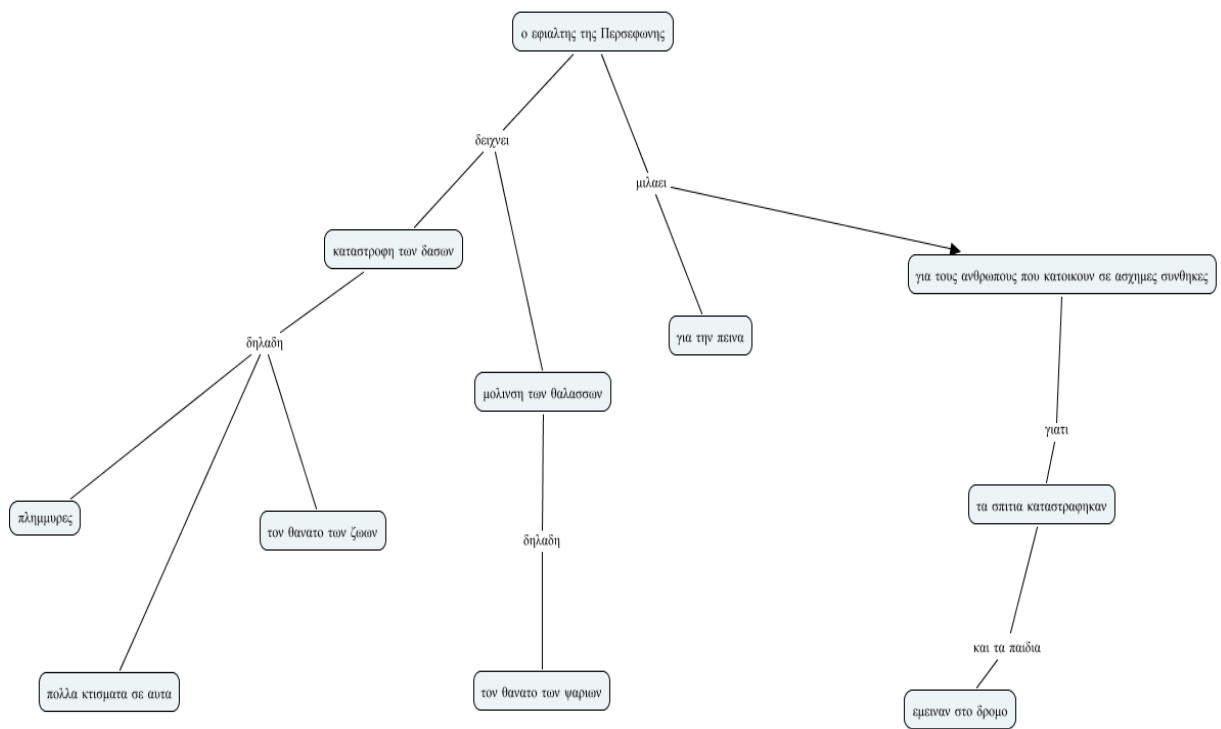 ο εφιαλτης της Περσεφωνης
δειχνει
μιλαει
καταστροφη των δασων
για τους ανθρωπους που κατοικουν σε ασχημες συνθηκες
για την πεινα
δηλαδη
μολινση των θαλασσων
γιατι
τα σπιτια καταστραφηκαν
πλημμυρες
τον θανατο των ζωων
δηλαδη
και τα παιδια
πολλα κτισματα σε αυτα
τον θανατο των ψαριων
εμειναν στο δρομο